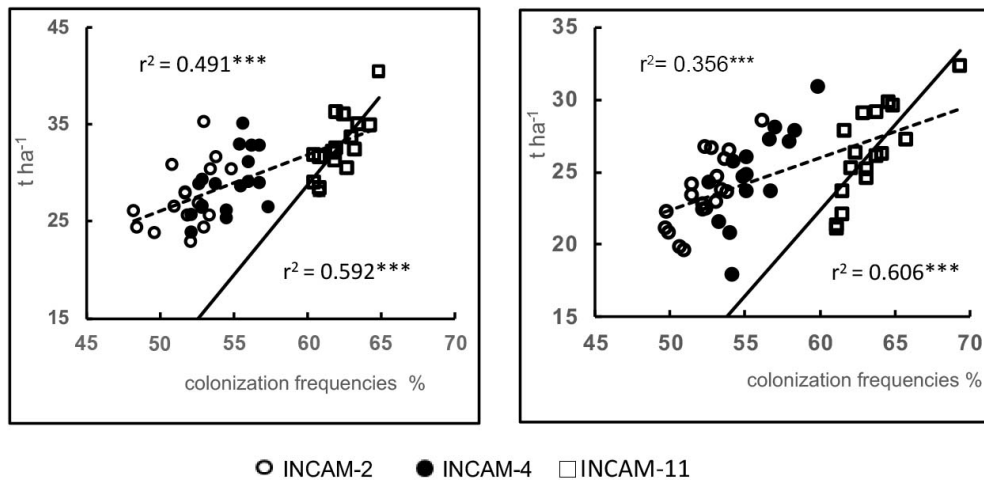 45
35
25
15
t ha-1
r2 = 0.491***
r2 = 0.592***
45 50 55 60 65 70
colonization frequencies %
35
30
25
20
15
t ha-1
r2= 0.356***
r2 = 0.606***
45 50 55 60 65 70
colonization frequencies %
INCAM-2 INCAM-4 INCAM-11